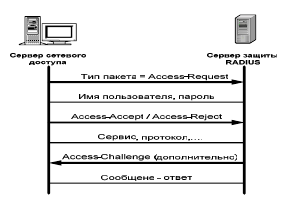 Сервер сетевого
доступа
Сервер защиты
RADIUS
Тип пакета = Access-Request
Имя пользователя, пароль
Access-Accept / Access-Reject
Сервис, протокол,....
Access-Challenge (дополнительно)
Сообщене - ответ